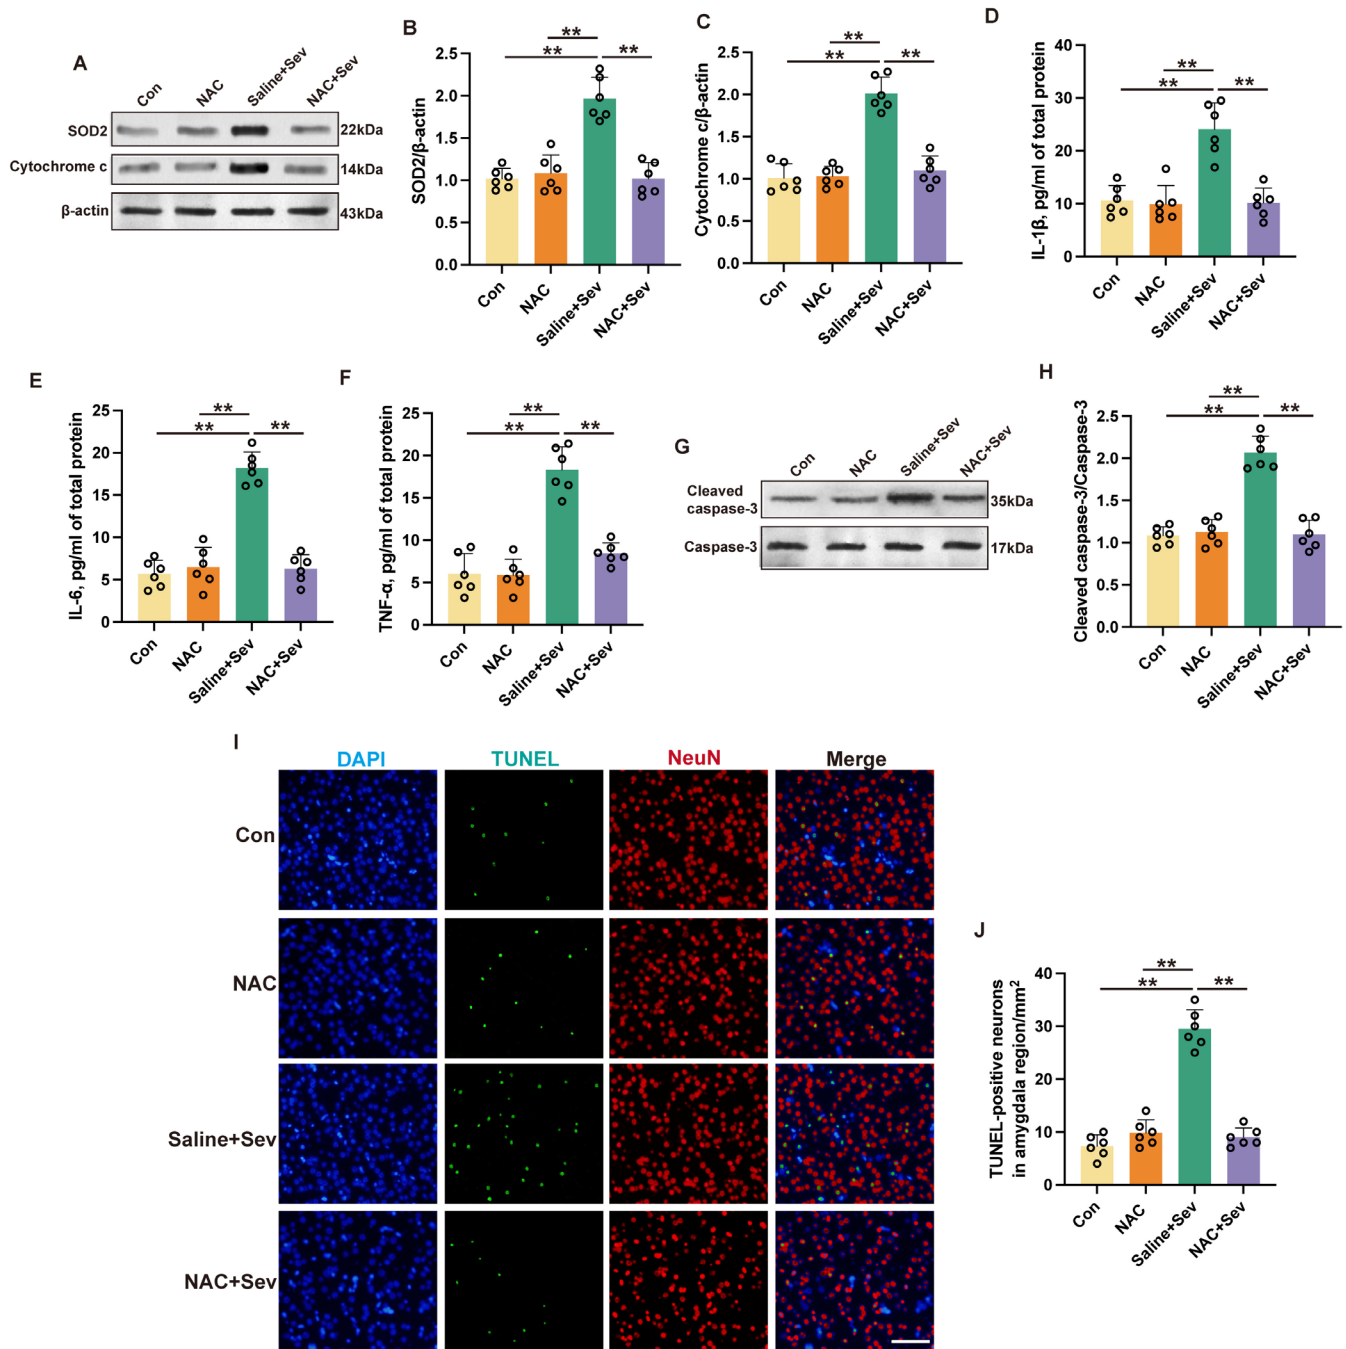 A
Con
NAC
Saline+Sev
NAC+Sev
SOD2
22kDa
Cytochrome c
14kDa
β-actin
43kDa
B
SOD2/β-actin
2.5
2.0
1.5
1.0
0.5
0.0
**
**
**
Con
NAC
Saline+Sev
NAC+Sev
C
Cytochrome c/β-actin
2.5
2.0
1.5
1.0
0.5
0.0
**
**
**
Con
NAC
Saline+Sev
NAC+Sev
D
IL-1β, pg/ml of total protein
40
30
20
10
0
**
**
**
Con
NAC
Saline+Sev
NAC+Sev
E
IL-6, pg/ml of total protein
25
20
15
10
5
0
**
**
**
Con
NAC
Saline+Sev
NAC+Sev
F
TNF-α, pg/ml of total protein
25
20
15
10
5
0
**
**
**
Con
NAC
Saline+Sev
NAC+Sev
G
Con
NAC
Saline+Sev
NAC+Sev
Cleaved
caspase-3
35kDa
Caspase-3
17kDa
H
Cleaved caspase-3/Caspase-3
2.5
2.0
1.5
1.0
0.5
0.0
**
**
**
Con
NAC
Saline+Sev
NAC+Sev
I
DAPI
TUNEL
NeuN
Merge
Con
NAC
Saline+Sev
NAC+Sev
J
TUNEL-positive neurons
in amygdala region/mm²
40
30
20
10
0
**
**
**
Con
NAC
Saline+Sev
NAC+Sev